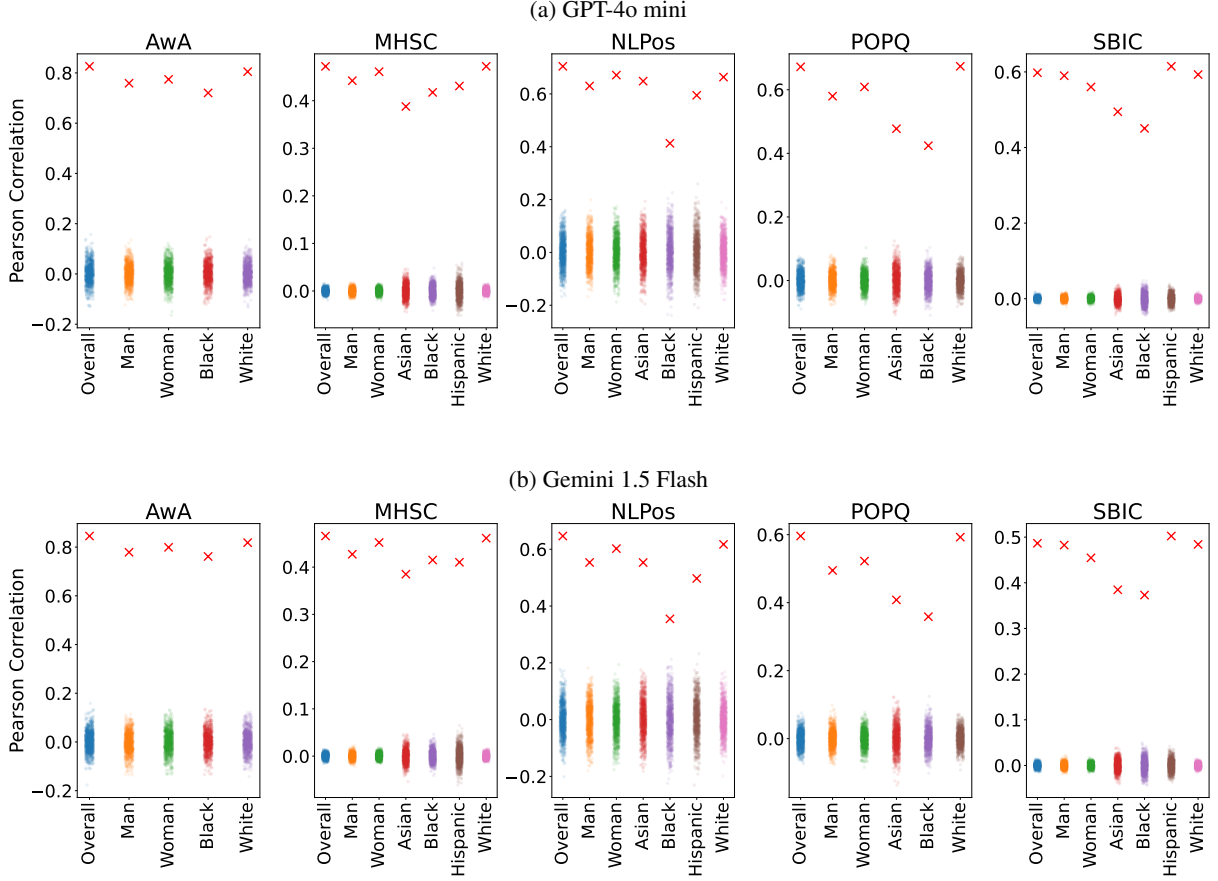 (a) GPT-4o mini
AwA
MHSC
NLPos
POPQ
SBIC
Pearson Correlation
0.8
0.6
0.4
0.2
0.0
−0.2
Overall
Man
Woman
Black
White
0.4
0.3
0.2
0.1
0.0
Overall
Man
Woman
Asian
Black
Hispanic
White
0.6
0.4
0.2
0.0
−0.2
Overall
Man
Woman
Asian
Black
Hispanic
White
0.6
0.4
0.2
0.0
Overall
Man
Woman
Asian
Black
White
0.6
0.4
0.2
0.0
Overall
Man
Woman
Asian
Black
Hispanic
White
(b) Gemini 1.5 Flash
AwA
MHSC
NLPos
POPQ
SBIC
Pearson Correlation
0.8
0.6
0.4
0.2
0.0
−0.2
Overall
Man
Woman
Black
White
0.4
0.3
0.2
0.1
0.0
Overall
Man
Woman
Asian
Black
Hispanic
White
0.6
0.4
0.2
0.0
−0.2
Overall
Man
Woman
Asian
Black
Hispanic
White
0.6
0.4
0.2
0.0
Overall
Man
Woman
Asian
Black
White
0.5
0.4
0.3
0.2
0.1
0.0
Overall
Man
Woman
Asian
Black
Hispanic
White